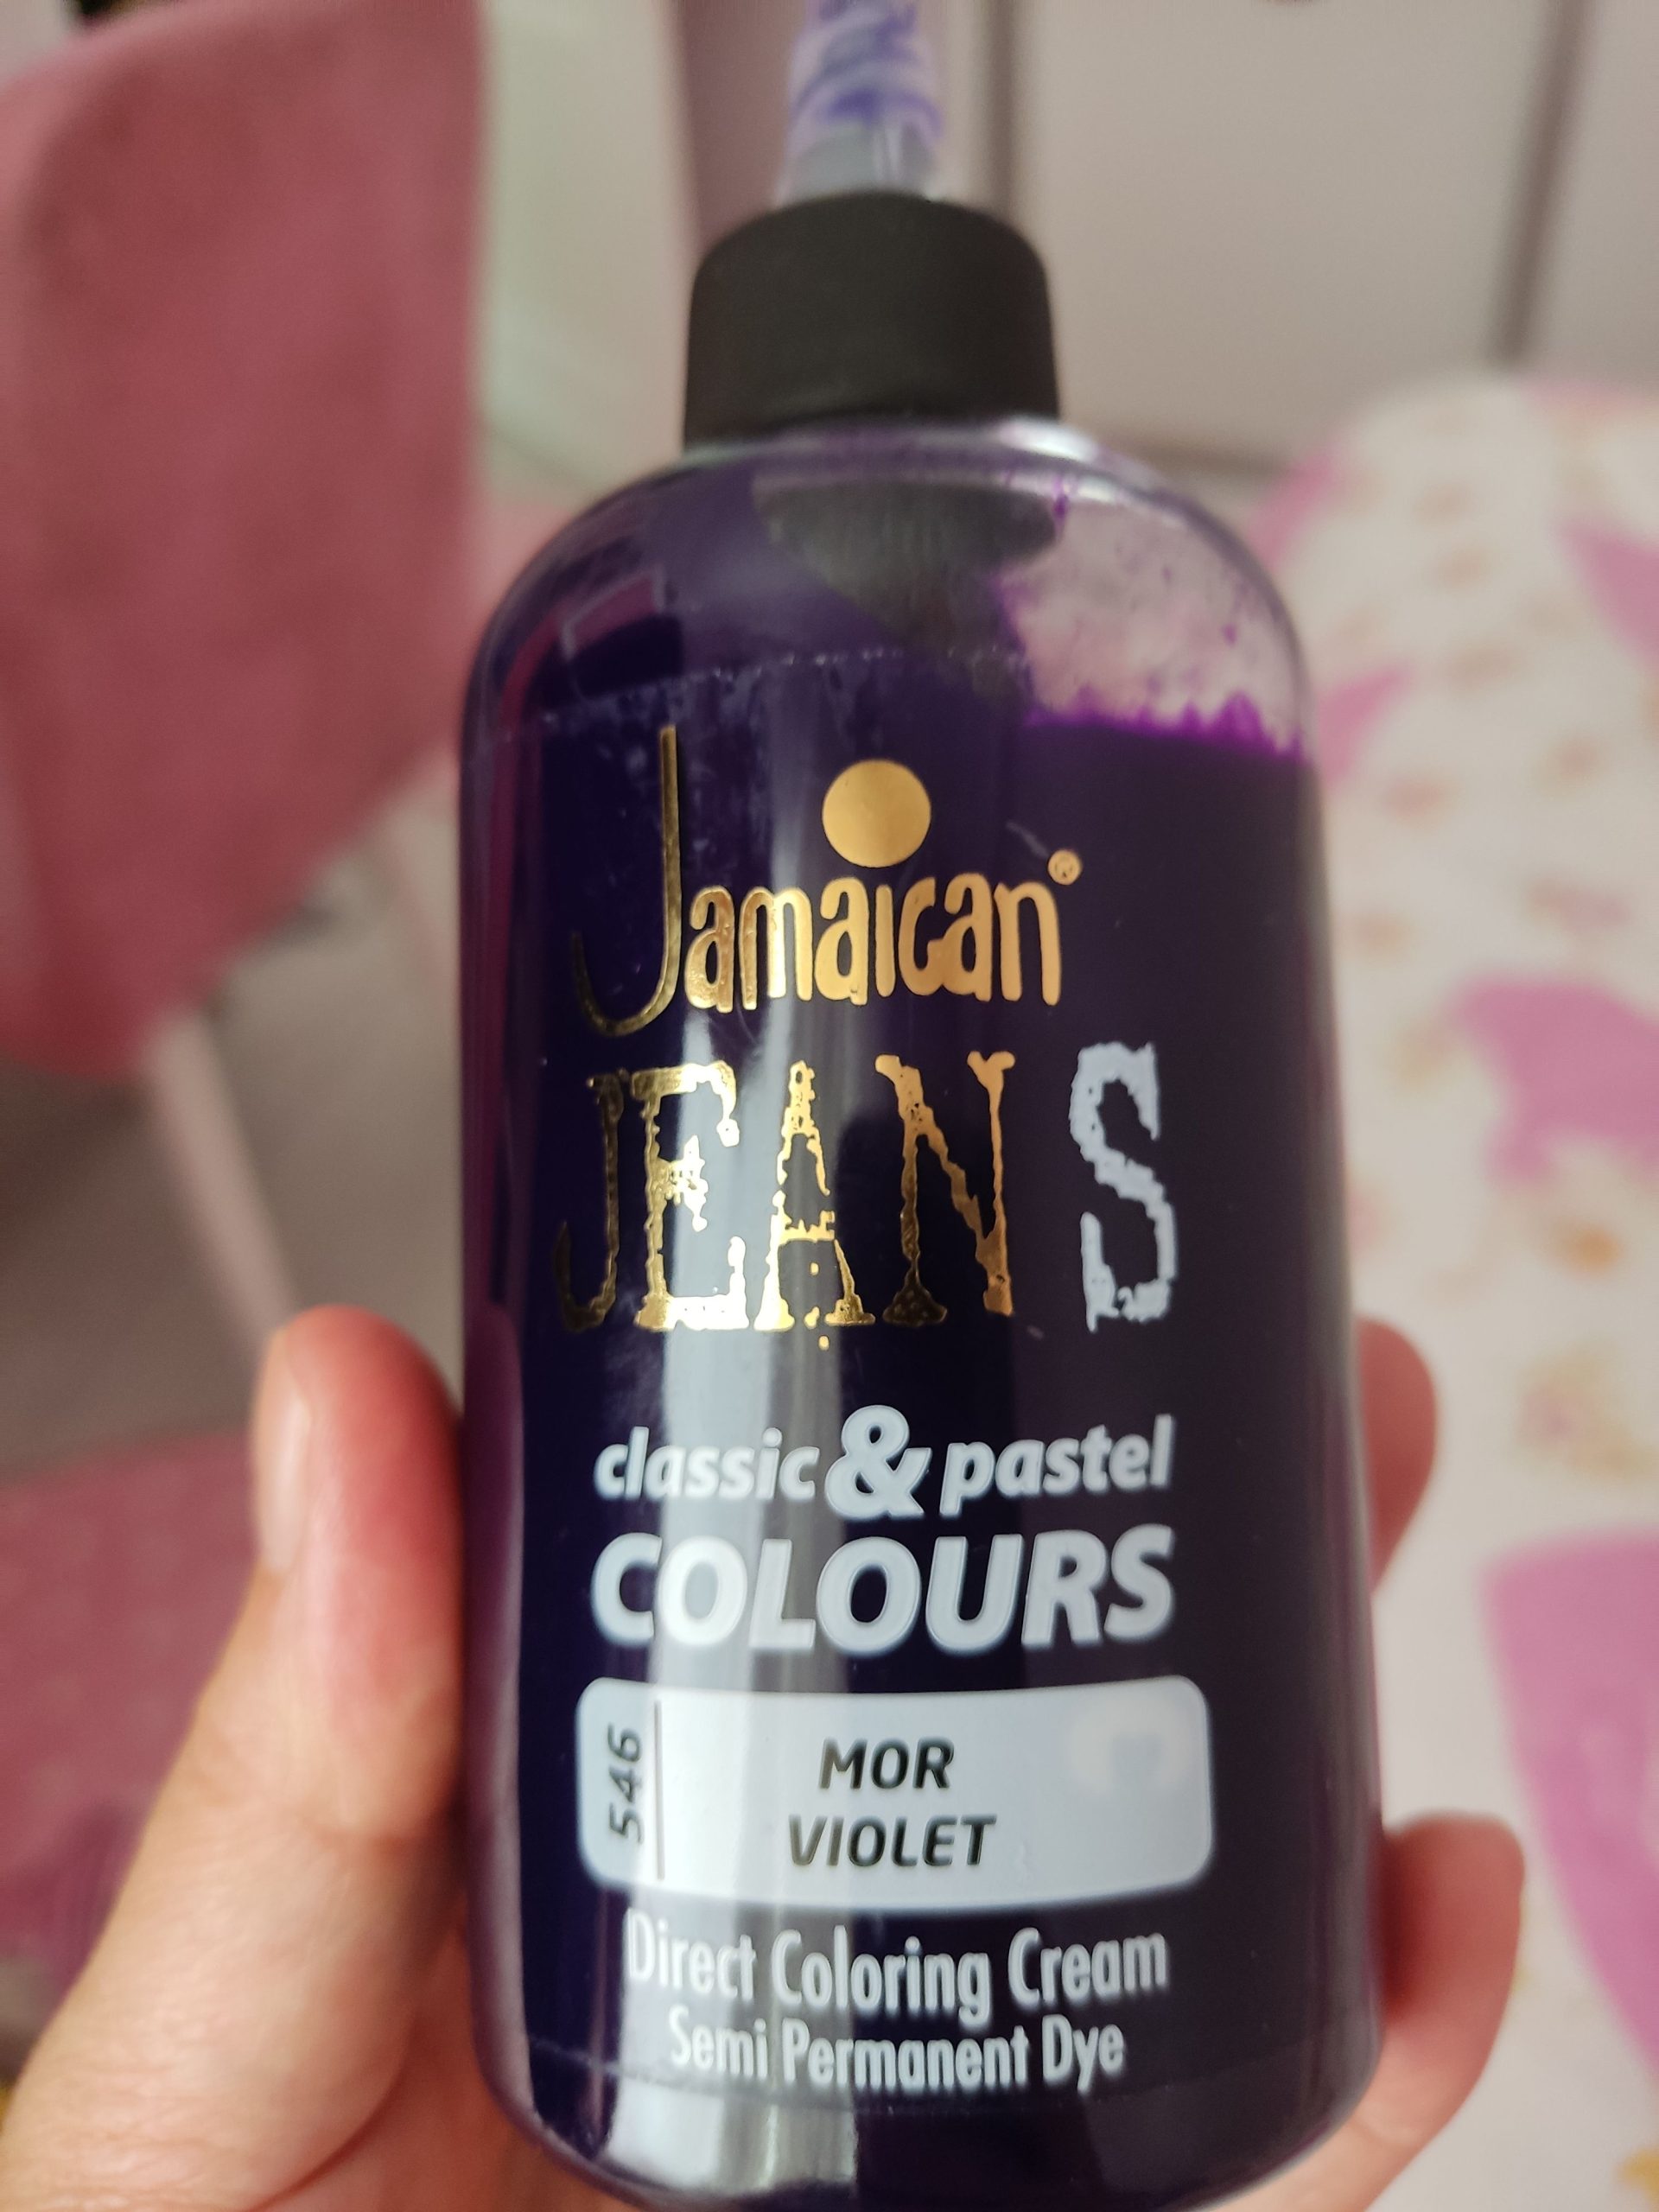 Jamaican®
JEANS
classic & pastel
COLOURS
546
MOR
VIOLET
Direct Coloring Cream
Semi Permanent Dye